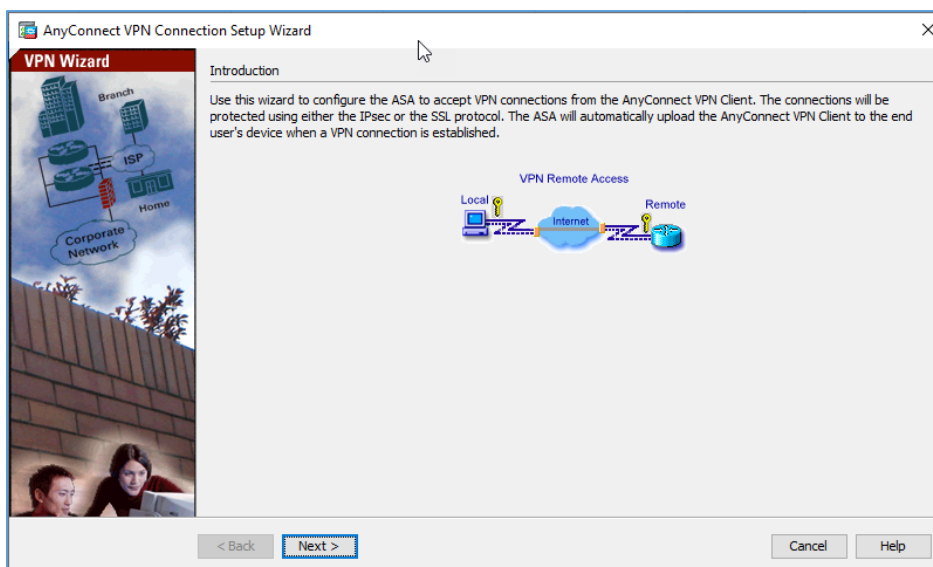 AnyConnect VPN Connection Setup Wizard
VPN Wizard
Branch
ISP
Home
Corporate
Network
Introduction
Use this wizard to configure the ASA to accept VPN connections from the AnyConnect VPN Client. The connections will be
protected using either the IPsec or the SSL protocol. The ASA will automatically upload the AnyConnect VPN Client to the end
user's device when a VPN connection is established.
VPN Remote Access
Local
Internet
Remote
< Back
Next >
Cancel
Help